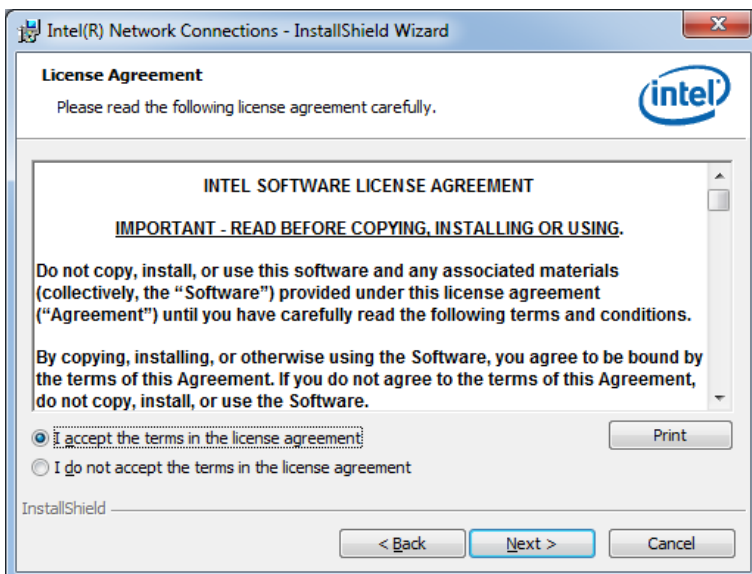 Intel(R) Network Connections - InstallShield Wizard
License Agreement
Please read the following license agreement carefully.
intel
INTEL SOFTWARE LICENSE AGREEMENT
IMPORTANT - READ BEFORE COPYING, INSTALLING OR USING.
Do not copy, install, or use this software and any associated materials
(collectively, the “Software”) provided under this license agreement
(“Agreement”) until you have carefully read the following terms and conditions.
By copying, installing, or otherwise using the Software, you agree to be bound by
the terms of this Agreement. If you do not agree to the terms of this Agreement,
do not copy, install, or use the Software.
I accept the terms in the license agreement
Print
I do not accept the terms in the license agreement
InstallShield
< Back
Next >
Cancel